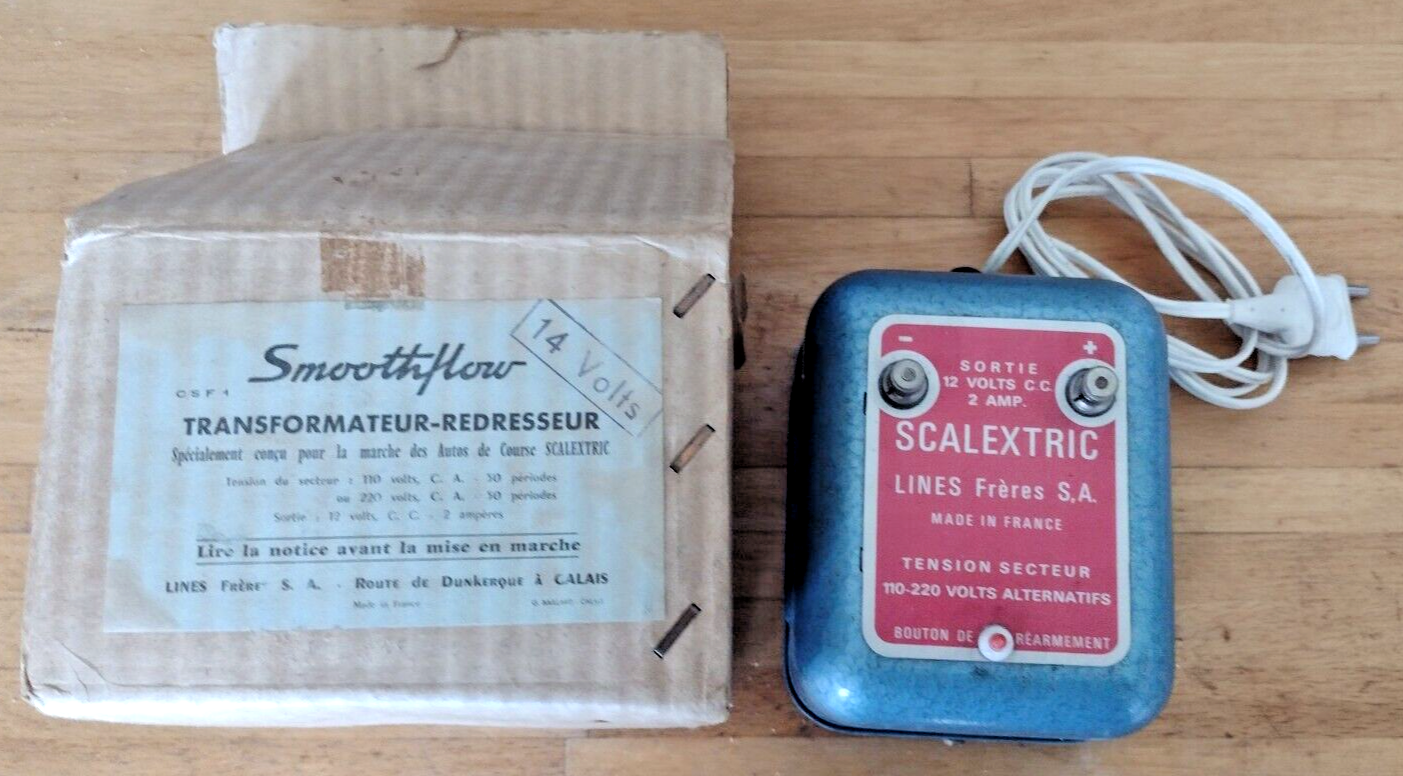 14 Volts
Smoothflow
CSF 1
TRANSFORMATEUR-REDRESSEUR
Spécialement conçu pour la marche des Autos de Course SCALEXTRIC
Tension du secteur : 110 volts, C. A. - 50 périodes
ou 220 volts, C. A. - 50 périodes
Sortie : 12 volts, C. C. - 2 ampères
Lire la notice avant la mise en marche
LINES FRÈRES S. A. - ROUTE de DUNKERQUE À CALAIS
Made in France
- +
SORTIE
12 VOLTS C.C.
2 AMP.
SCALEXTRIC
LINES Frères S.A.
MADE IN FRANCE
TENSION SECTEUR
110-220 VOLTS ALTERNATIFS
BOUTON DE RÉARMEMENT